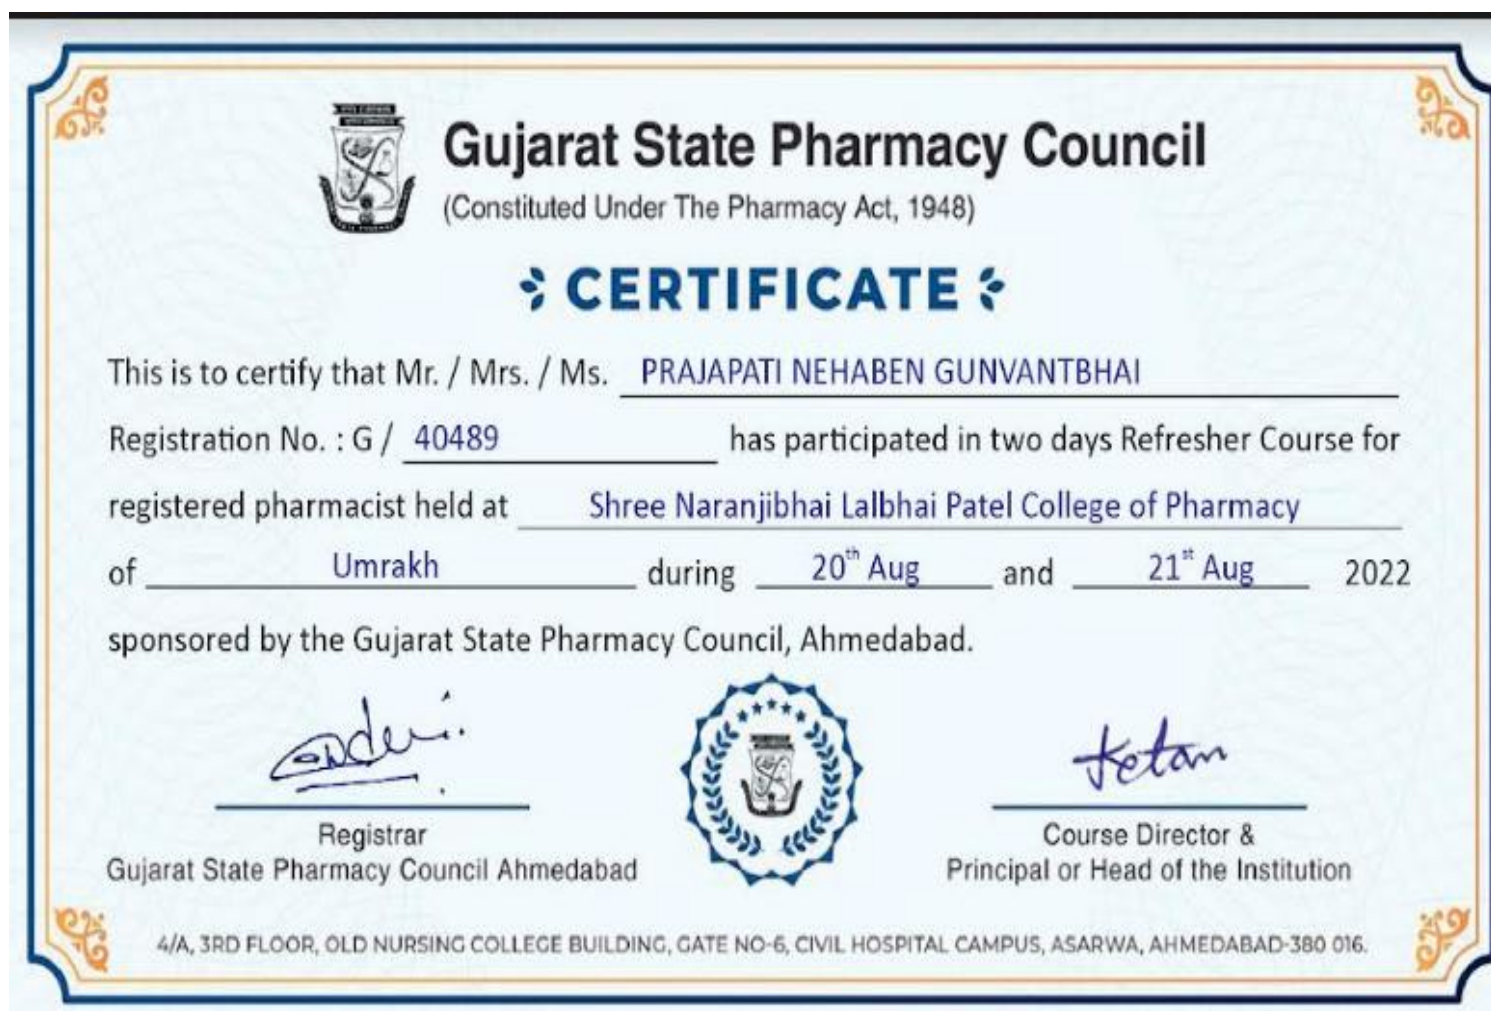 Gujarat State Pharmacy Council
(Constituted Under The Pharmacy Act, 1948)
CERTIFICATE
This is to certify that Mr. / Mrs. / Ms. PRAJAPATI NEHABEN GUNVANTBHAI
Registration No. : G / 40489 has participated in two days Refresher Course for
registered pharmacist held at Shree Naranjibhai Lalbhai Patel College of Pharmacy
of Umrakh during 20th Aug and 21st Aug 2022
sponsored by the Gujarat State Pharmacy Council, Ahmedabad.
Ketan
Registrar
Gujarat State Pharmacy Council Ahmedabad
Course Director &
Principal or Head of the Institution
4/A, 3RD FLOOR, OLD NURSING COLLEGE BUILDING, GATE NO-6, CIVIL HOSPITAL CAMPUS, ASARWA, AHMEDABAD-380 016.